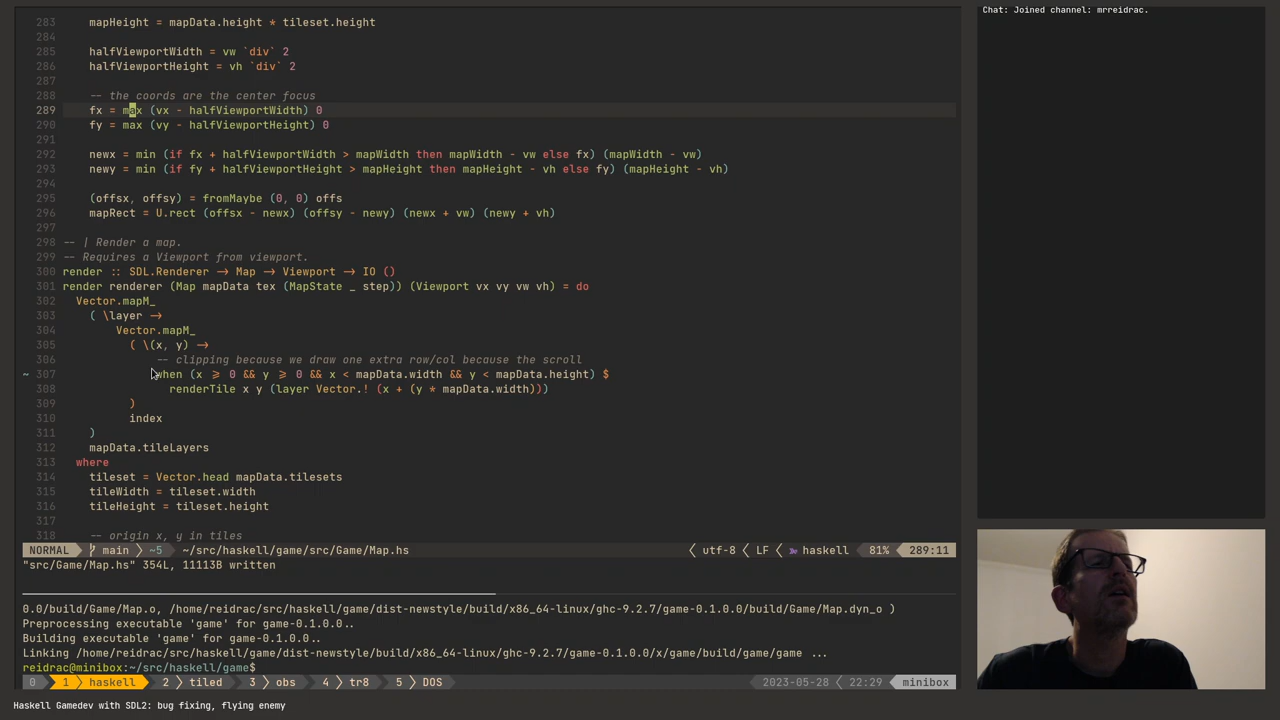 283     mapHeight = mapData.height * tileset.height
284
285     halfViewportWidth = vw `div` 2
286     halfViewportHeight = vh `div` 2
287
288     -- the coords are the center focus
289     fx = max (vx - halfViewportWidth) 0
290     fy = max (vy - halfViewportHeight) 0
291
292     newx = min (if fx + halfViewportWidth > mapWidth then mapWidth - vw else fx) (mapWidth - vw)
293     newy = min (if fy + halfViewportHeight > mapHeight then mapHeight - vh else fy) (mapHeight - vh)
294
295     (offsx, offsy) = fromMaybe (0, 0) offs
296     mapRect = U.rect (offsx - newx) (offsy - newy) (newx + vw) (newy + vh)
297
298 -- | Render a map.
299 -- Requires a Viewport from viewport.
300 render :: SDL.Renderer -> Map -> Viewport -> IO ()
301 render renderer (Map mapData tex (MapState _ step)) (Viewport vx vy vw vh) = do
302   Vector.mapM_
303     ( \layer ->
304         Vector.mapM_
305           ( \(x, y) ->
306               -- clipping because we draw one extra row/col because the scroll
~ 307               when (x >= 0 && y >= 0 && x < mapData.width && y < mapData.height) $
308                 renderTile x y (layer Vector.! (x + (y * mapData.width)))
309           )
310           index
311     )
312     mapData.tileLayers
313   where
314     tileset = Vector.head mapData.tilesets
315     tileWidth = tileset.width
316     tileHeight = tileset.height
317
318     -- origin x, y in tiles
NORMAL main ~5 ~/src/haskell/game/src/Game/Map.hs utf-8 < LF < haskell 81% 289:11
"src/Game/Map.hs" 354L, 11113B written
0.0/build/Game/Map.o, /home/reidrac/src/haskell/game/dist-newstyle/build/x86_64-linux/ghc-9.2.7/game-0.1.0.0/build/Game/Map.dyn_o )
Preprocessing executable 'game' for game-0.1.0.0..
Building executable 'game' for game-0.1.0.0..
Linking /home/reidrac/src/haskell/game/dist-newstyle/build/x86_64-linux/ghc-9.2.7/game-0.1.0.0/x/game/build/game/game ...
reidrac@minibox:~/src/haskell/game$
0 1 > haskell 2 > tiled 3 > obs 4 > tr8 5 > DOS 2023-05-28 < 22:29 minibox
Haskell Gamedev with SDL2: bug fixing, flying enemy
Chat: Joined channel: mrreidrac.